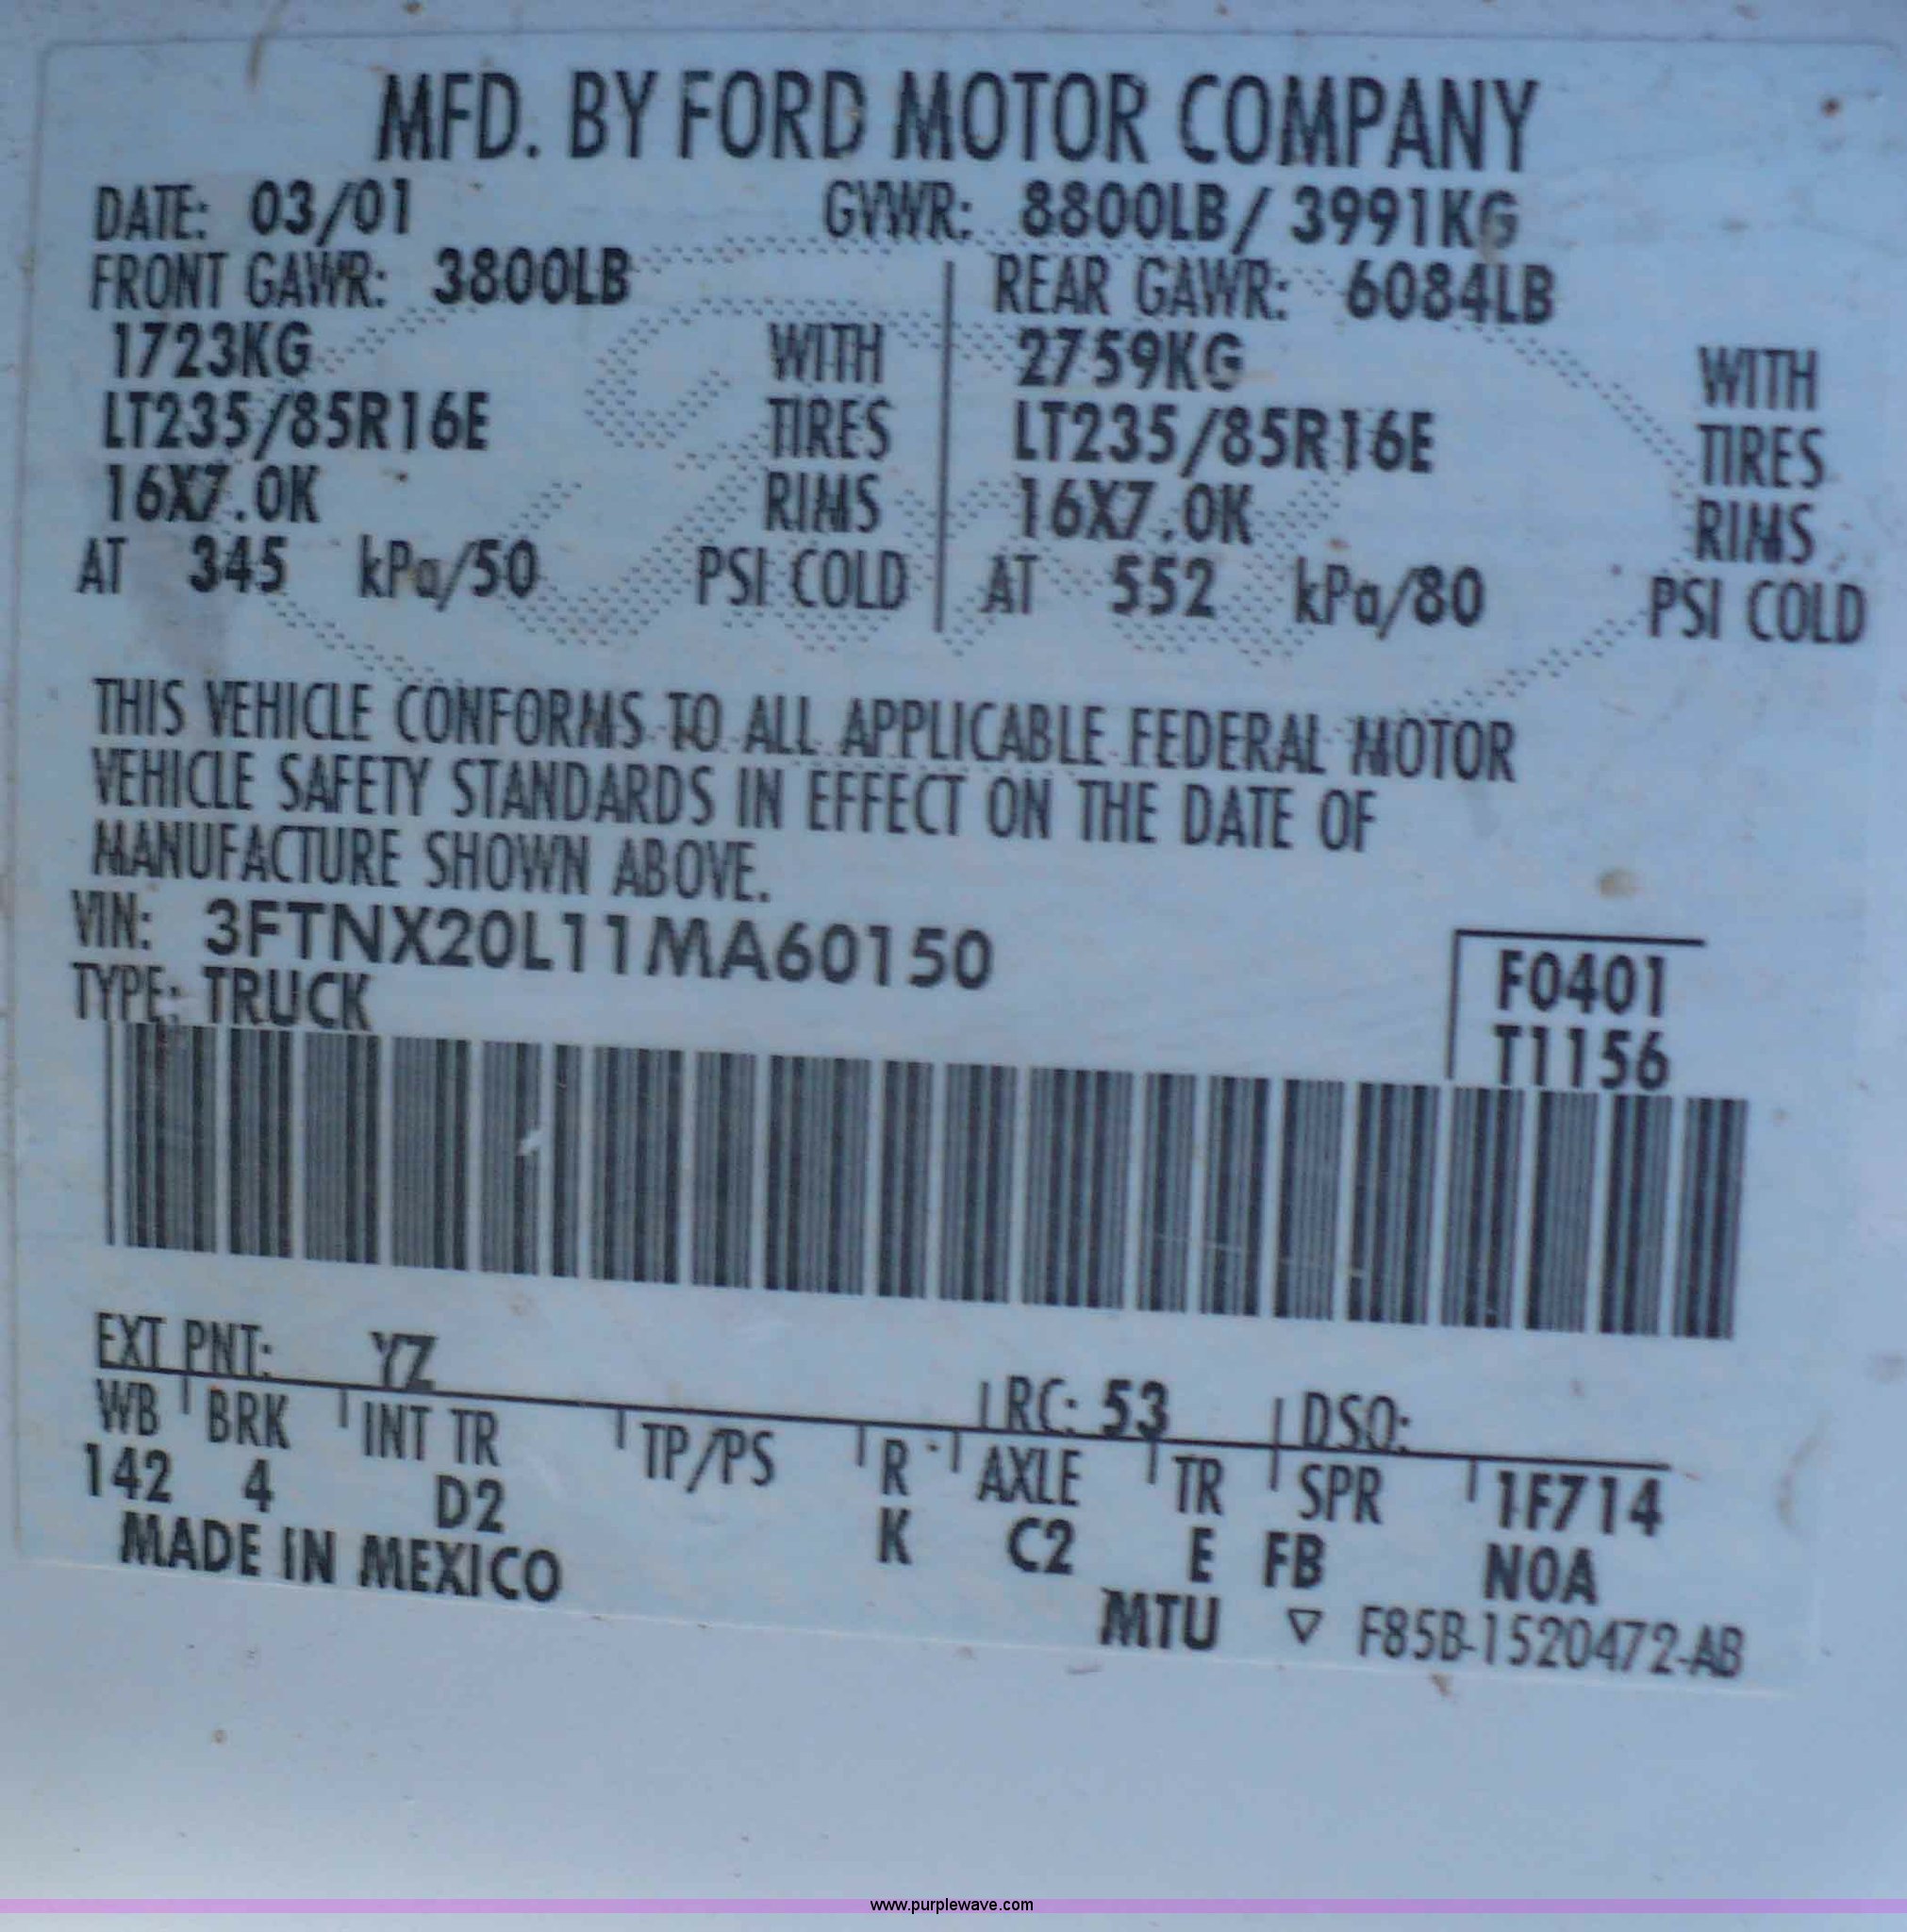 MFD. BY FORD MOTOR COMPANY
DATE: 03/01 GVWR: 8800LB/ 3991KG
FRONT GAWR: 3800LB REAR GAWR: 6084LB
1723KG WITH 2759KG WITH
LT235/85R16E TIRES LT235/85R16E TIRES
16X7.0K RIMS 16X7.0K RIMS
AT 345 kPa/50 PSI COLD AT 552 kPa/80 PSI COLD
THIS VEHICLE CONFORMS TO ALL APPLICABLE FEDERAL MOTOR
VEHICLE SAFETY STANDARDS IN EFFECT ON THE DATE OF
MANUFACTURE SHOWN ABOVE.
VIN: 3FTNX20L11MA60150
F0401
TYPE: TRUCK
T1156
EXT PNT: YZ RC: 53 DSO:
WB BRK INT TR TP/PS R AXLE TR SPR 1F714
142 4 D2 K C2 E FB NOA
MADE IN MEXICO
MTU ▽ F85B-1520472-AB
www.purplewave.com